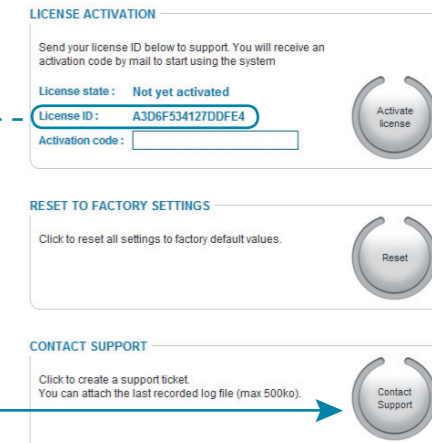 LICENSE ACTIVATION
Send your license ID below to support. You will receive an
activation code by mail to start using the system
License state : Not yet activated
License ID : A3D6F534127DDFE4
Activation code :
Activate
license
RESET TO FACTORY SETTINGS
Click to reset all settings to factory default values.
Reset
CONTACT SUPPORT
Click to create a support ticket.
You can attach the last recorded log file (max 500ko).
Contact
Support